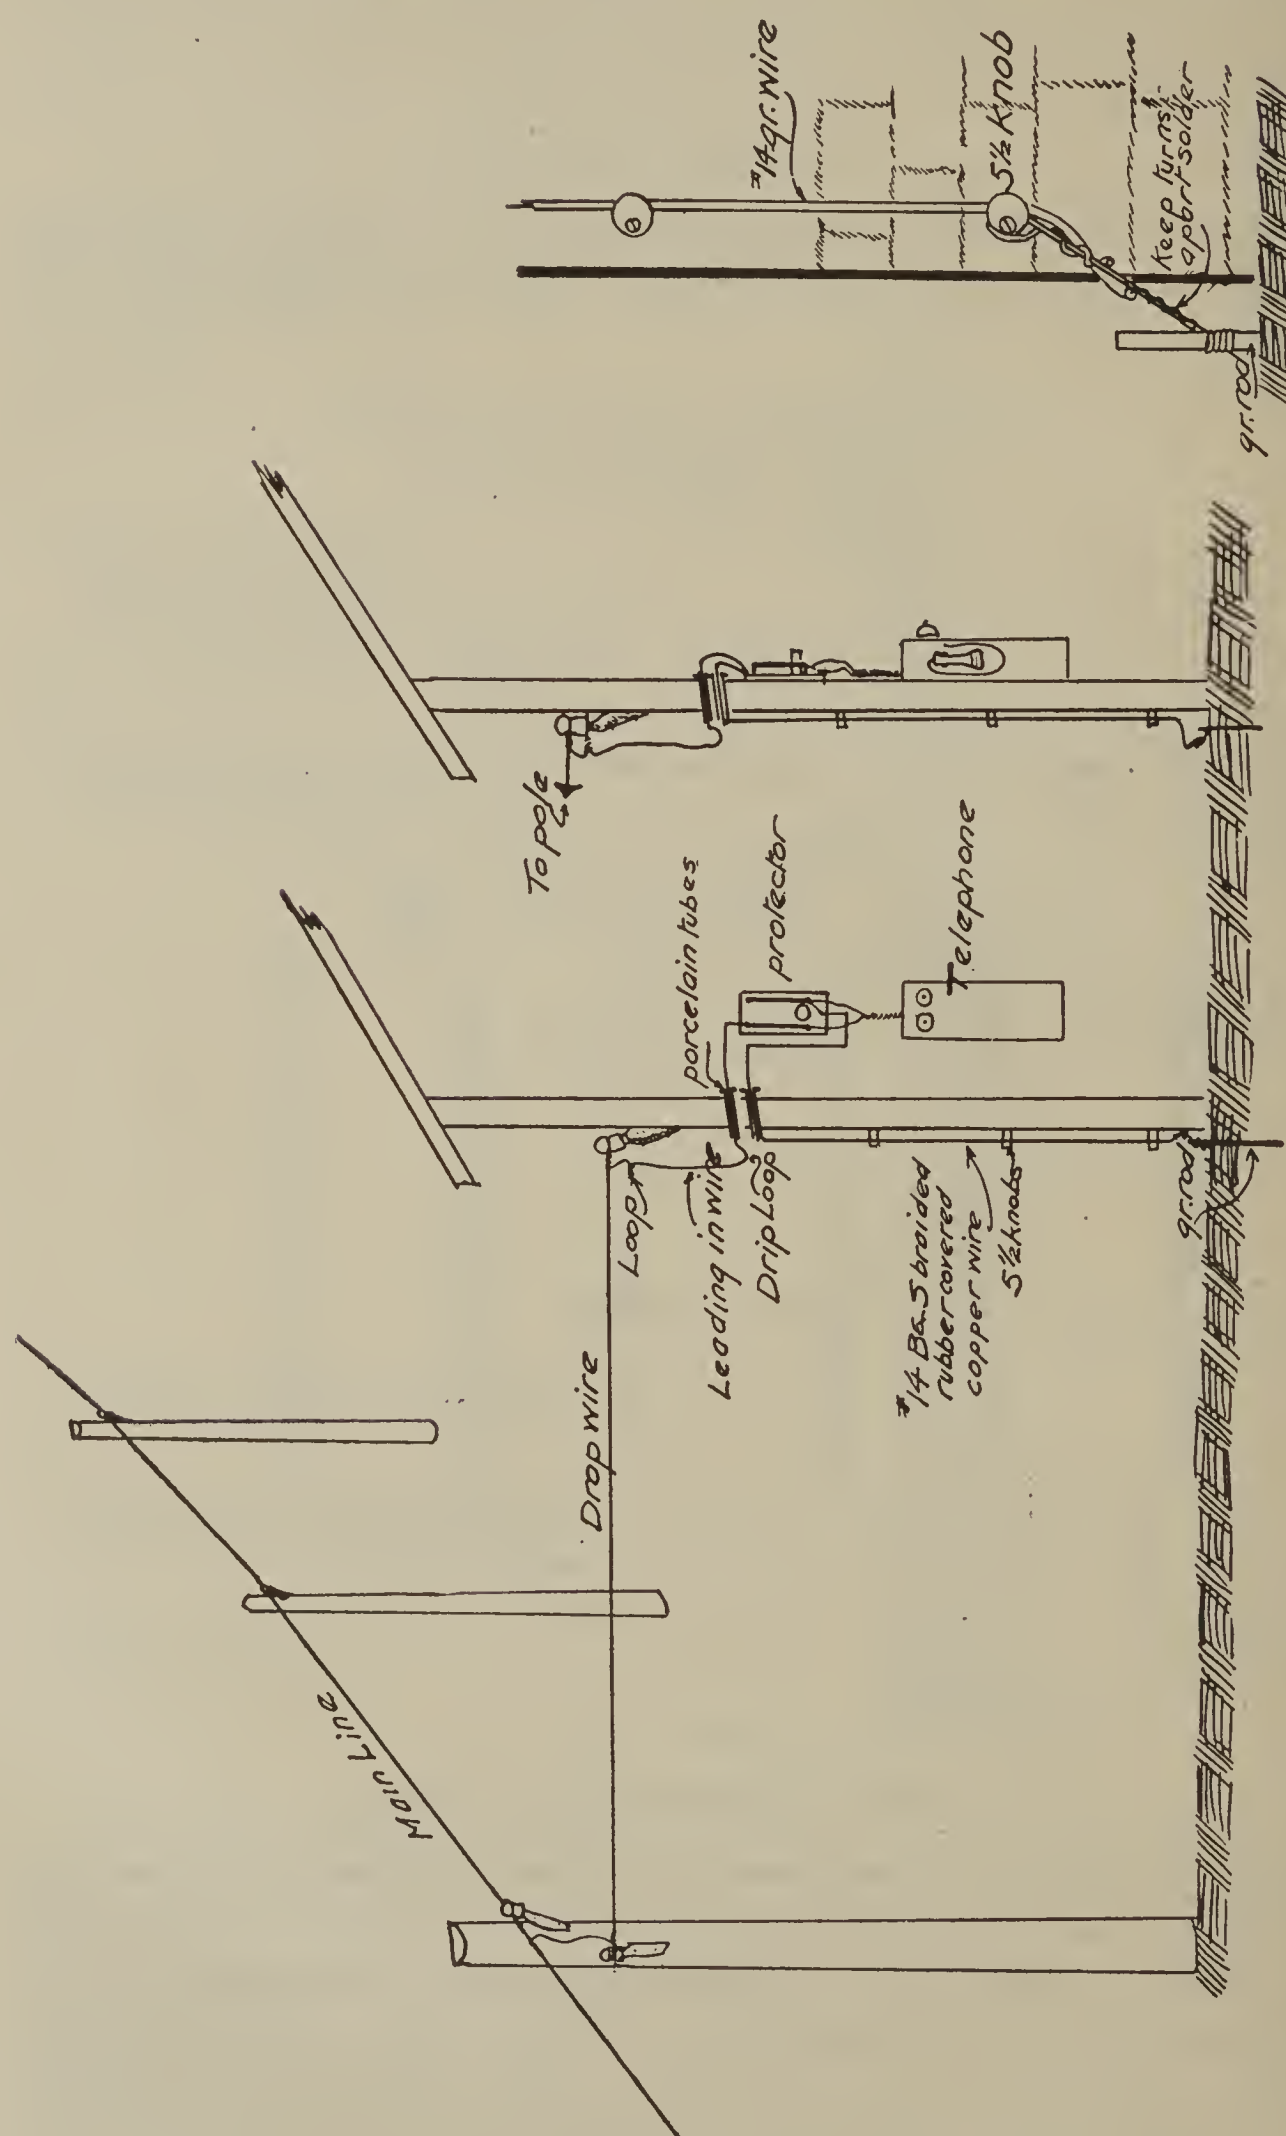 Main Line
Drop wire
Loop
Leading in wire
Drip Loop
porcelain tubes
protector
Telephone
#14 B&S braided
rubber covered
copper wire
5½ knobs
gr. rod
To pole
#14 gr. wire
5½ Knob
Keep turns
apart solder
gr. rod